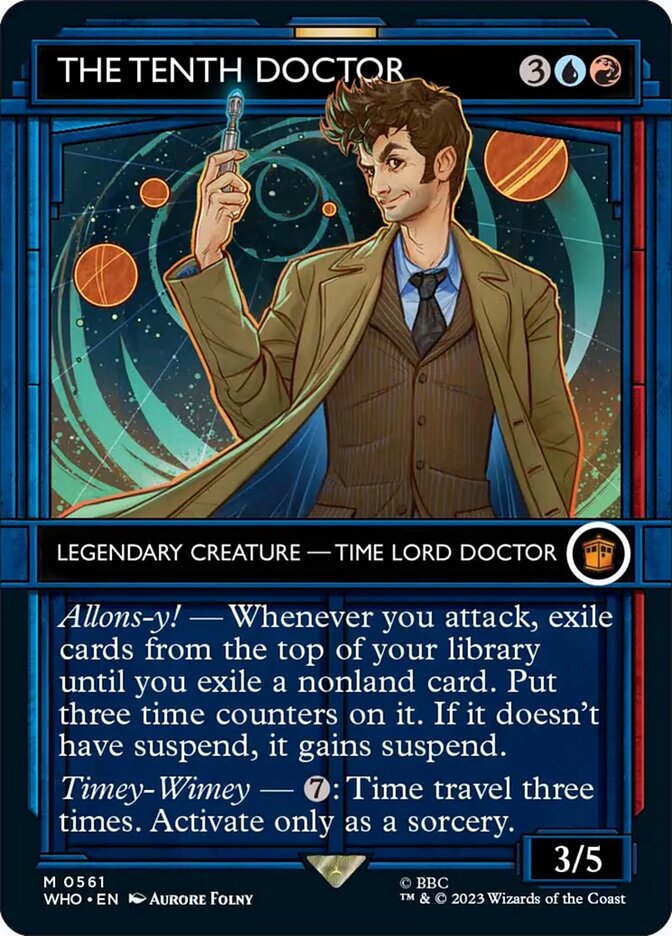 THE TENTH DOCTOR 3
LEGENDARY CREATURE — TIME LORD DOCTOR
Allons-y! — Whenever you attack, exile
cards from the top of your library
until you exile a nonland card. Put
three time counters on it. If it doesn't
have suspend, it gains suspend.
Timey-Wimey — 7: Time travel three
times. Activate only as a sorcery.
3/5
M 0561
WHO • EN AURORE FOLNY
© BBC
™ & © 2023 Wizards of the Coast